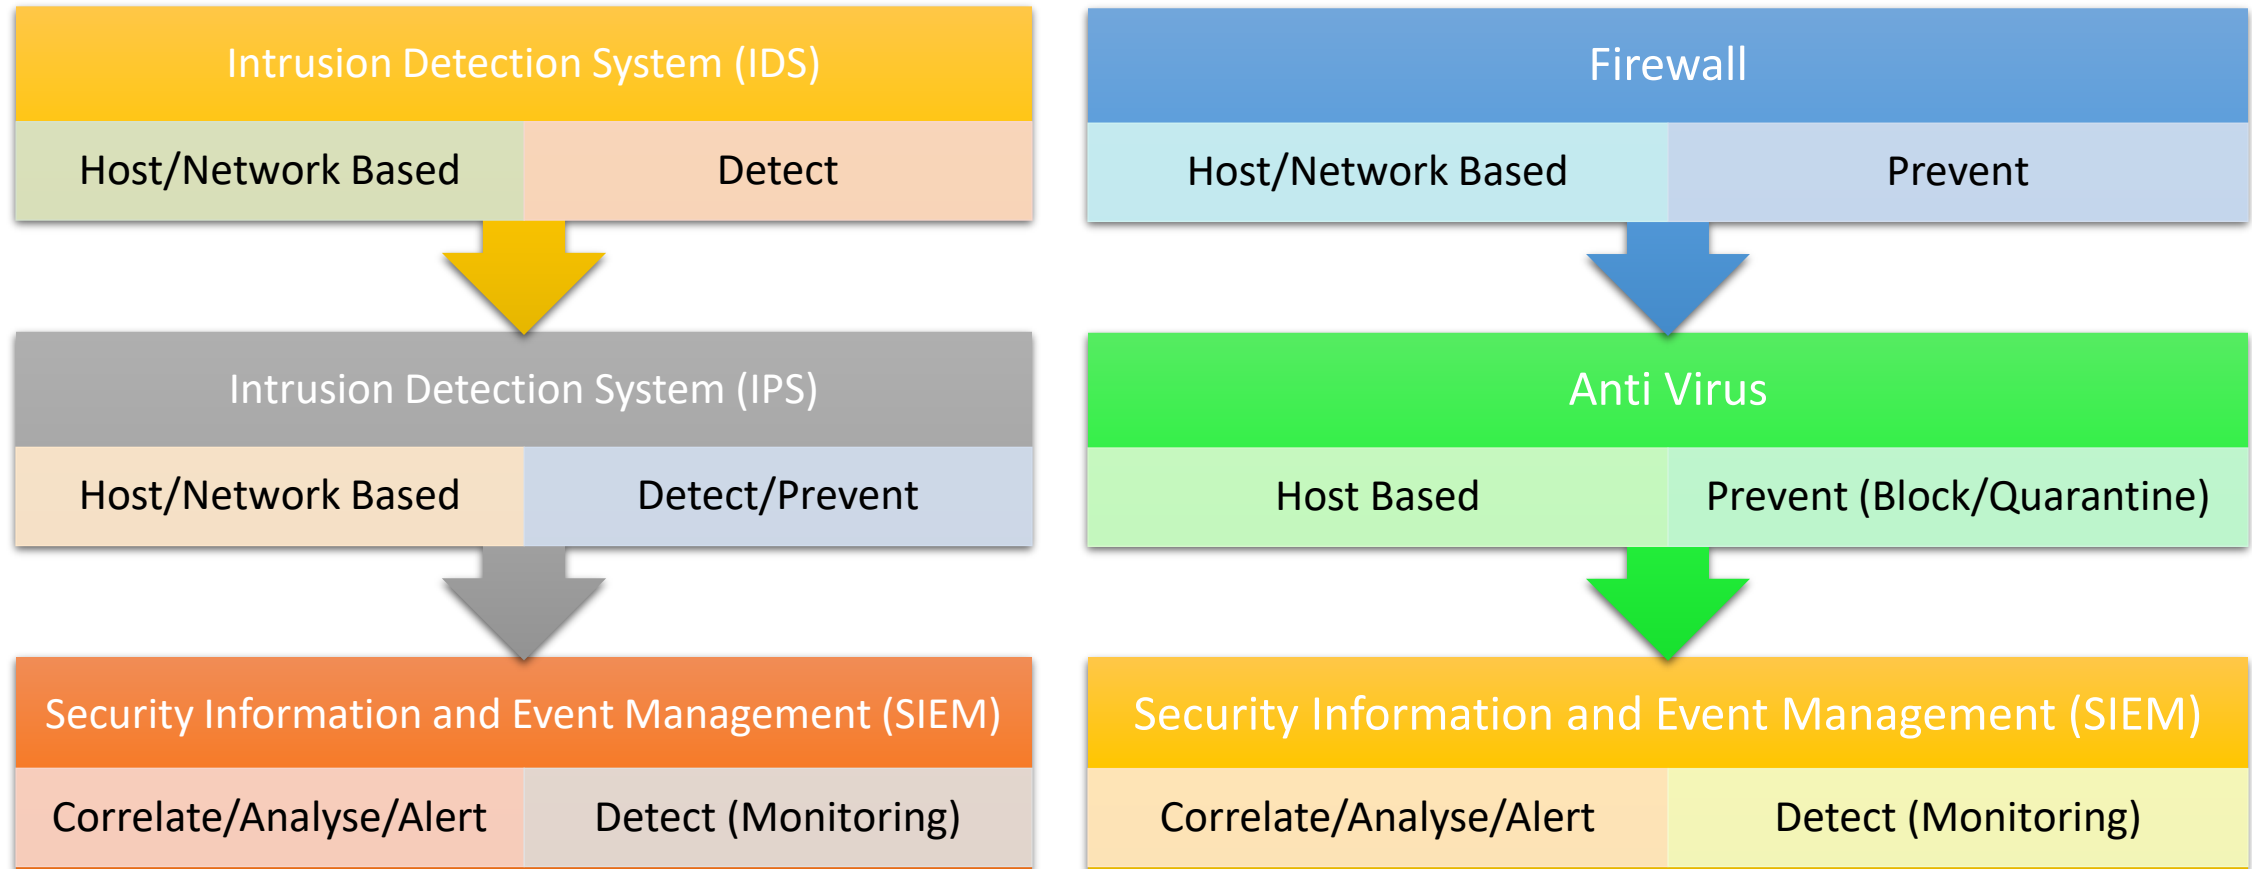 Intrusion Detection System (IDS)
Host/Network Based
Detect
Intrusion Detection System (IPS)
Host/Network Based
Detect/Prevent
Security Information and Event Management (SIEM)
Correlate/Analyse/Alert
Detect (Monitoring)
Firewall
Host/Network Based
Prevent
Anti Virus
Host Based
Prevent (Block/Quarantine)
Security Information and Event Management (SIEM)
Correlate/Analyse/Alert
Detect (Monitoring)